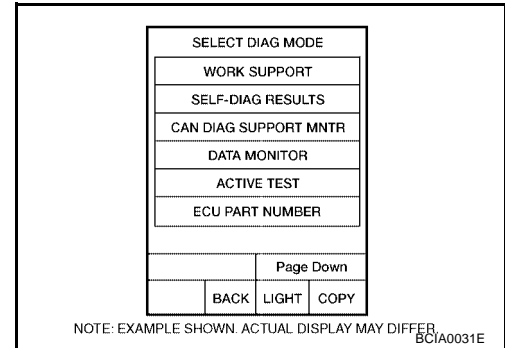 SELECT DIAG MODE
WORK SUPPORT
SELF-DIAG RESULTS
CAN DIAG SUPPORT MNTR
DATA MONITOR
ACTIVE TEST
ECU PART NUMBER
Page Down
BACK LIGHT COPY
NOTE: EXAMPLE SHOWN. ACTUAL DISPLAY MAY DIFFER.
BCIA0031E